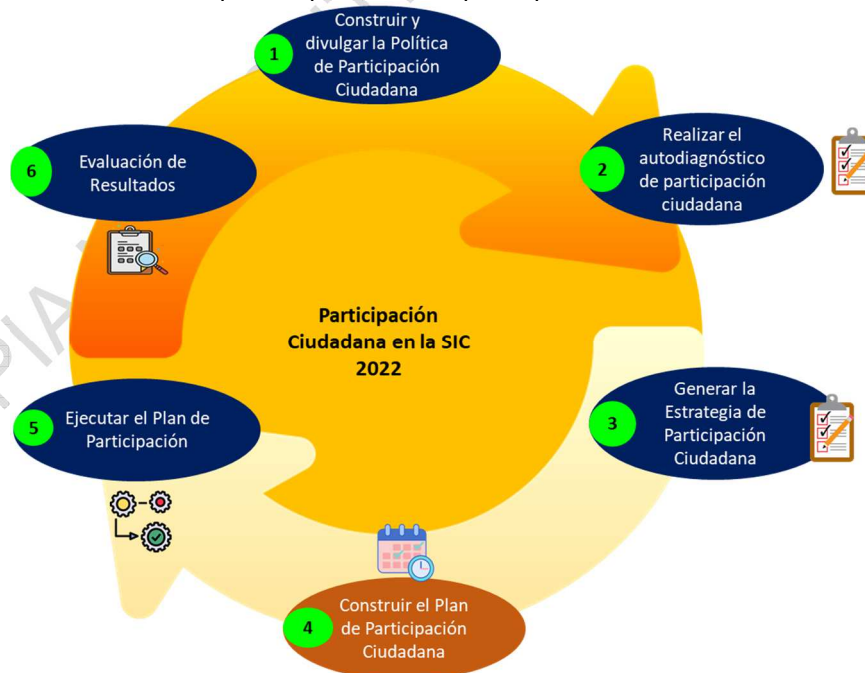 1
Construir y
divulgar la Política
de Participación
Ciudadana
2
Realizar el
autodiagnóstico
de participación
ciudadana
3
Generar la
Estrategia de
Participación
Ciudadana
4
Construir el Plan
de Participación
Ciudadana
5
Ejecutar el Plan de
Participación
6
Evaluación de
Resultados
Participación
Ciudadana en la SIC
2022